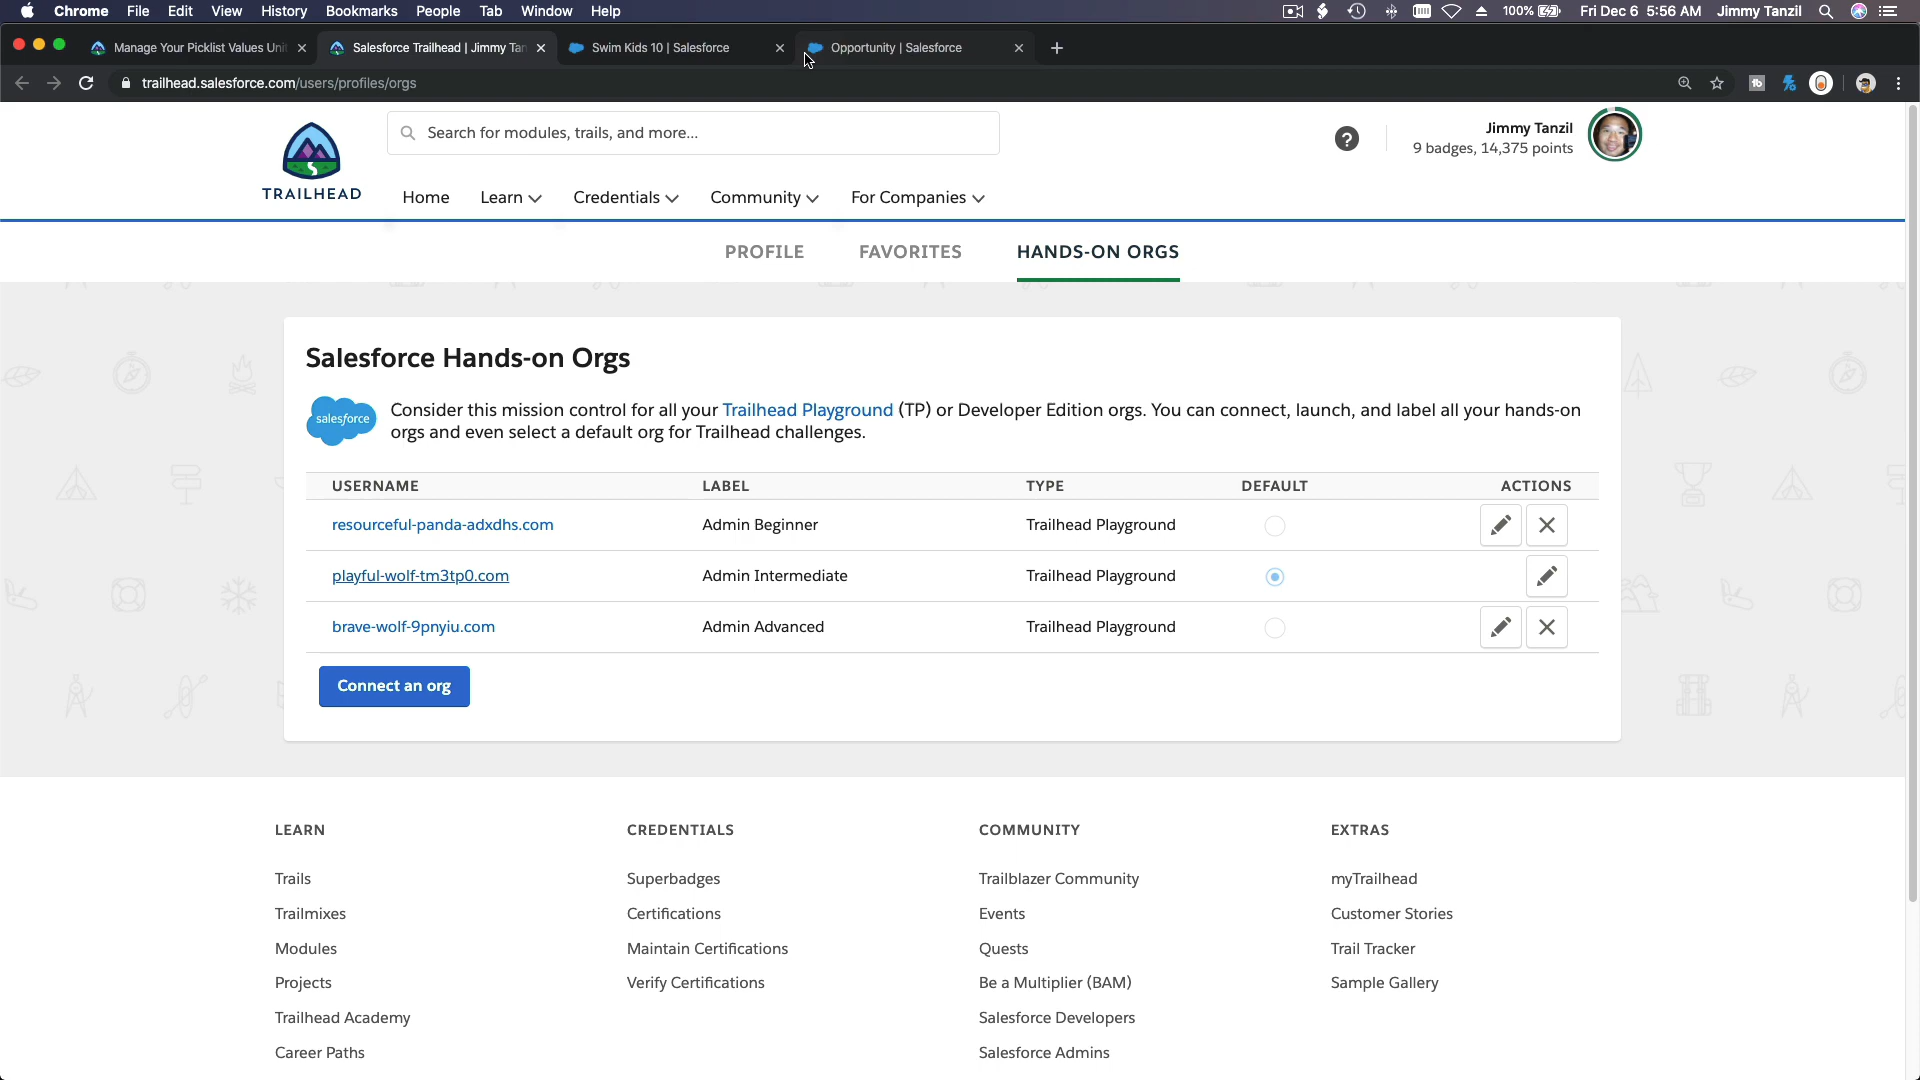 Chrome File Edit View History Bookmarks People Tab Window Help 100% Fri Dec 6 5:56 AM Jimmy Tanzil
Manage Your Picklist Values Unit Salesforce Trailhead | Jimmy Tan Swim Kids 10 | Salesforce Opportunity | Salesforce
trailhead.salesforce.com/users/profiles/orgs
Search for modules, trails, and more...
TRAILHEAD
Jimmy Tanzil
9 badges, 14,375 points
Home Learn Credentials Community For Companies
PROFILE FAVORITES HANDS-ON ORGS
Salesforce Hands-on Orgs
salesforce
Consider this mission control for all your Trailhead Playground (TP) or Developer Edition orgs. You can connect, launch, and label all your hands-on
orgs and even select a default org for Trailhead challenges.
USERNAME LABEL TYPE DEFAULT ACTIONS
resourceful-panda-adxdhs.com Admin Beginner Trailhead Playground
playful-wolf-tm3tp0.com Admin Intermediate Trailhead Playground
brave-wolf-9pnyiu.com Admin Advanced Trailhead Playground
Connect an org
LEARN
Trails
Trailmixes
Modules
Projects
Trailhead Academy
Career Paths
CREDENTIALS
Superbadges
Certifications
Maintain Certifications
Verify Certifications
COMMUNITY
Trailblazer Community
Events
Quests
Be a Multiplier (BAM)
Salesforce Developers
Salesforce Admins
EXTRAS
myTrailhead
Customer Stories
Trail Tracker
Sample Gallery